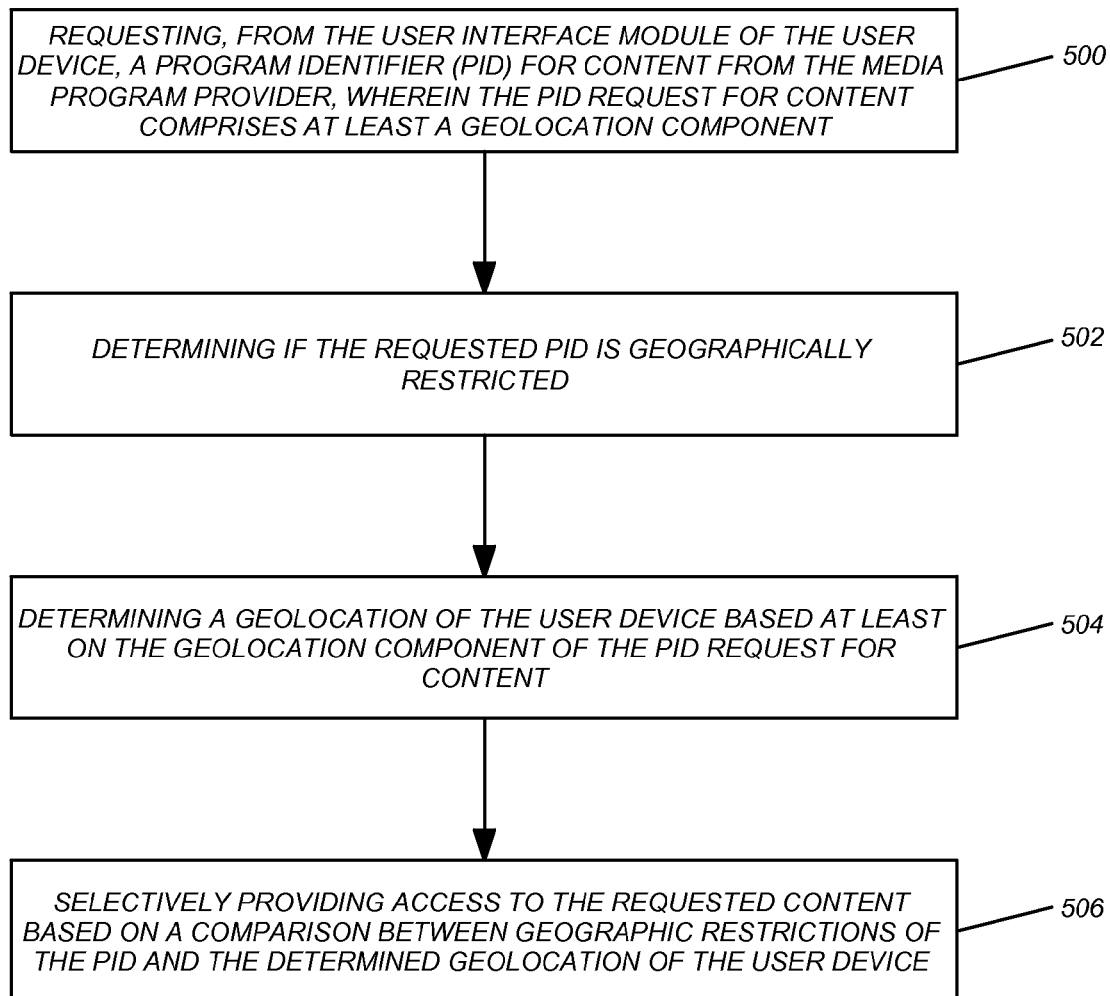 REQUESTING, FROM THE USER INTERFACE MODULE OF THE USER
DEVICE, A PROGRAM IDENTIFIER (PID) FOR CONTENT FROM THE MEDIA
PROGRAM PROVIDER, WHEREIN THE PID REQUEST FOR CONTENT
COMPRISES AT LEAST A GEOLOCATION COMPONENT
500
DETERMINING IF THE REQUESTED PID IS GEOGRAPHICALLY
RESTRICTED
502
DETERMINING A GEOLOCATION OF THE USER DEVICE BASED AT LEAST
ON THE GEOLOCATION COMPONENT OF THE PID REQUEST FOR
CONTENT
504
SELECTIVELY PROVIDING ACCESS TO THE REQUESTED CONTENT
BASED ON A COMPARISON BETWEEN GEOGRAPHIC RESTRICTIONS OF
THE PID AND THE DETERMINED GEOLOCATION OF THE USER DEVICE
506